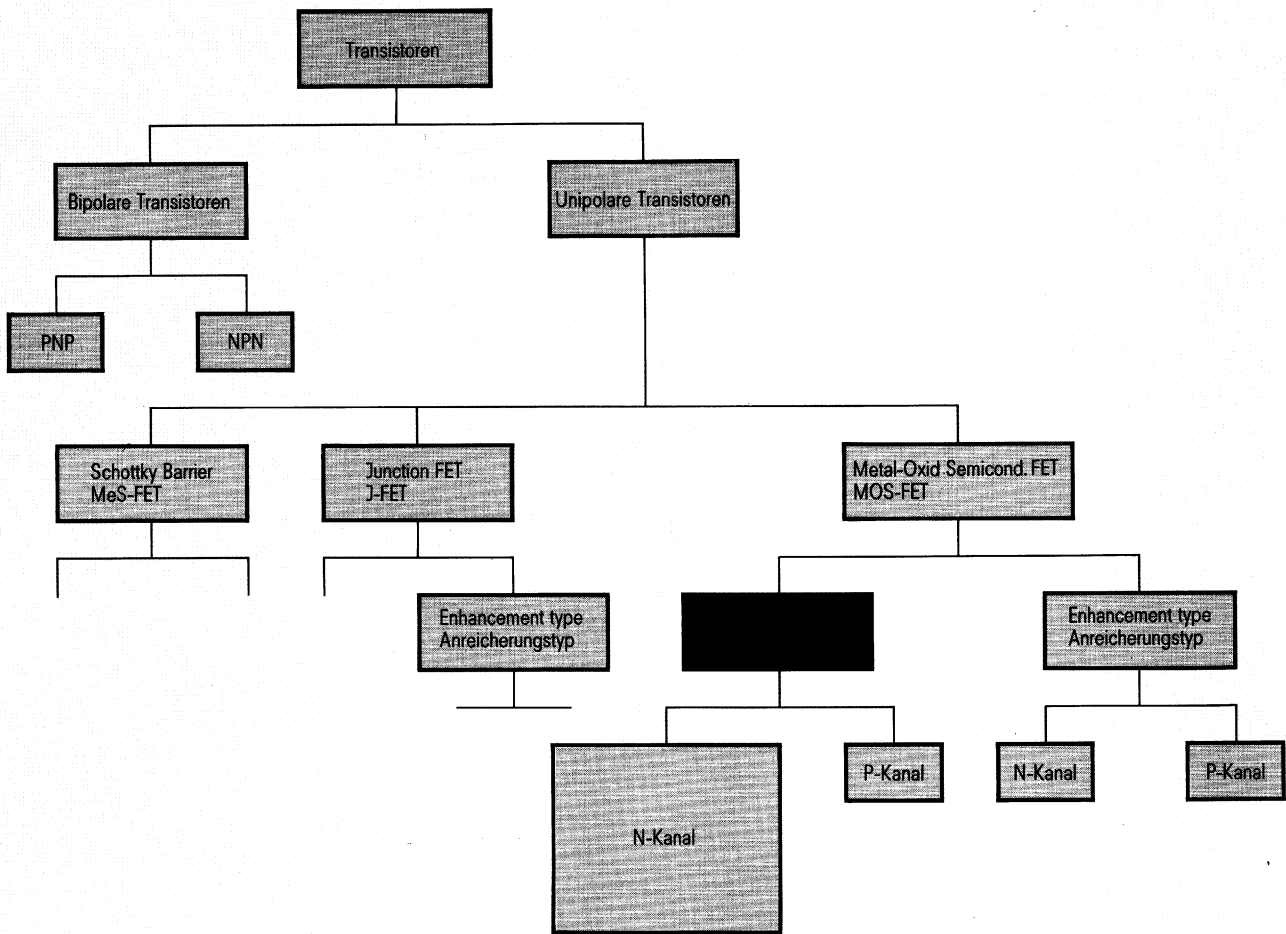 Transistoren
Bipolare Transistoren
Unipolare Transistoren
PNP
NPN
Schottky Barrier
MeS-FET
Junction FET
J-FET
Metal-Oxid Semicond. FET
MOS-FET
Enhancement type
Anreicherungstyp
Enhancement type
Anreicherungstyp
N-Kanal
P-Kanal
N-Kanal
P-Kanal